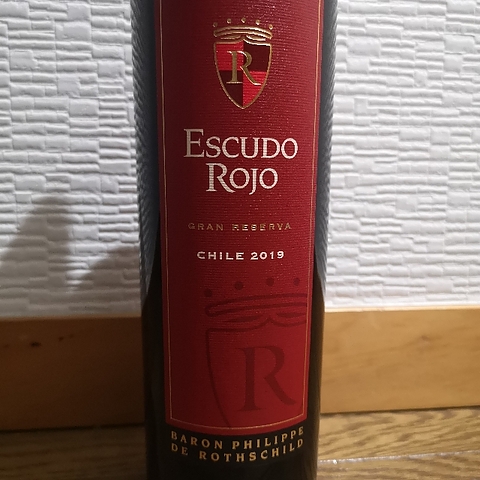 R
ESCUDO
ROJO
GRAN RESERVA
CHILE 2019
R
BARON PHILIPPE
DE ROTHSCHILD